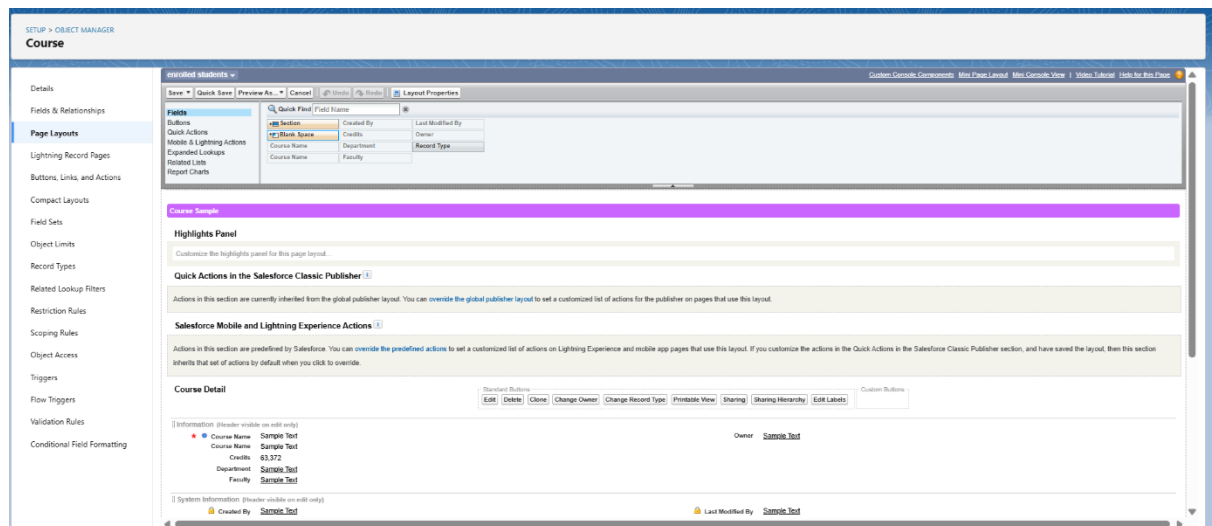 SETUP > OBJECT MANAGER
Course
Details
Fields & Relationships
Page Layouts
Lightning Record Pages
Buttons, Links, and Actions
Compact Layouts
Field Sets
Object Limits
Record Types
Related Lookup Filters
Restriction Rules
Scoping Rules
Object Access
Triggers
Flow Triggers
Validation Rules
Conditional Field Formatting
enrolled students
Custom Console Components Mini Page Layout Mini Console View | Video Tutorial Help for this Page
Save Quick Save Preview As... Cancel Undo Redo Layout Properties
Fields
Buttons
Quick Actions
Mobile & Lightning Actions
Expanded Lookups
Related Lists
Report Charts
Quick Find Field Name
Section Created By Last Modified By
Blank Space Credits Owner
Course Name Department Record Type
Course Name Faculty
Course Sample
Highlights Panel
Customize the highlights panel for this page layout...
Quick Actions in the Salesforce Classic Publisher
Actions in this section are currently inherited from the global publisher layout. You can override the global publisher layout to set a customized list of actions for the publisher on pages that use this layout.
Salesforce Mobile and Lightning Experience Actions
Actions in this section are predefined by Salesforce. You can override the predefined actions to set a customized list of actions on Lightning Experience and mobile app pages that use this layout. If you customize the actions in the Quick Actions in the Salesforce Classic Publisher section, and have saved the layout, then this section
inherits that set of actions by default when you click to override.
Course Detail
Standard Buttons
Edit Delete Clone Change Owner Change Record Type Printable View Sharing Sharing Hierarchy Edit Labels
Custom Buttons
Information (Header visible on edit only)
Course Name Sample Text Owner Sample Text
Course Name Sample Text
Credits 63,372
Department Sample Text
Faculty Sample Text
System Information (Header visible on edit only)
Created By Sample Text Last Modified By Sample Text